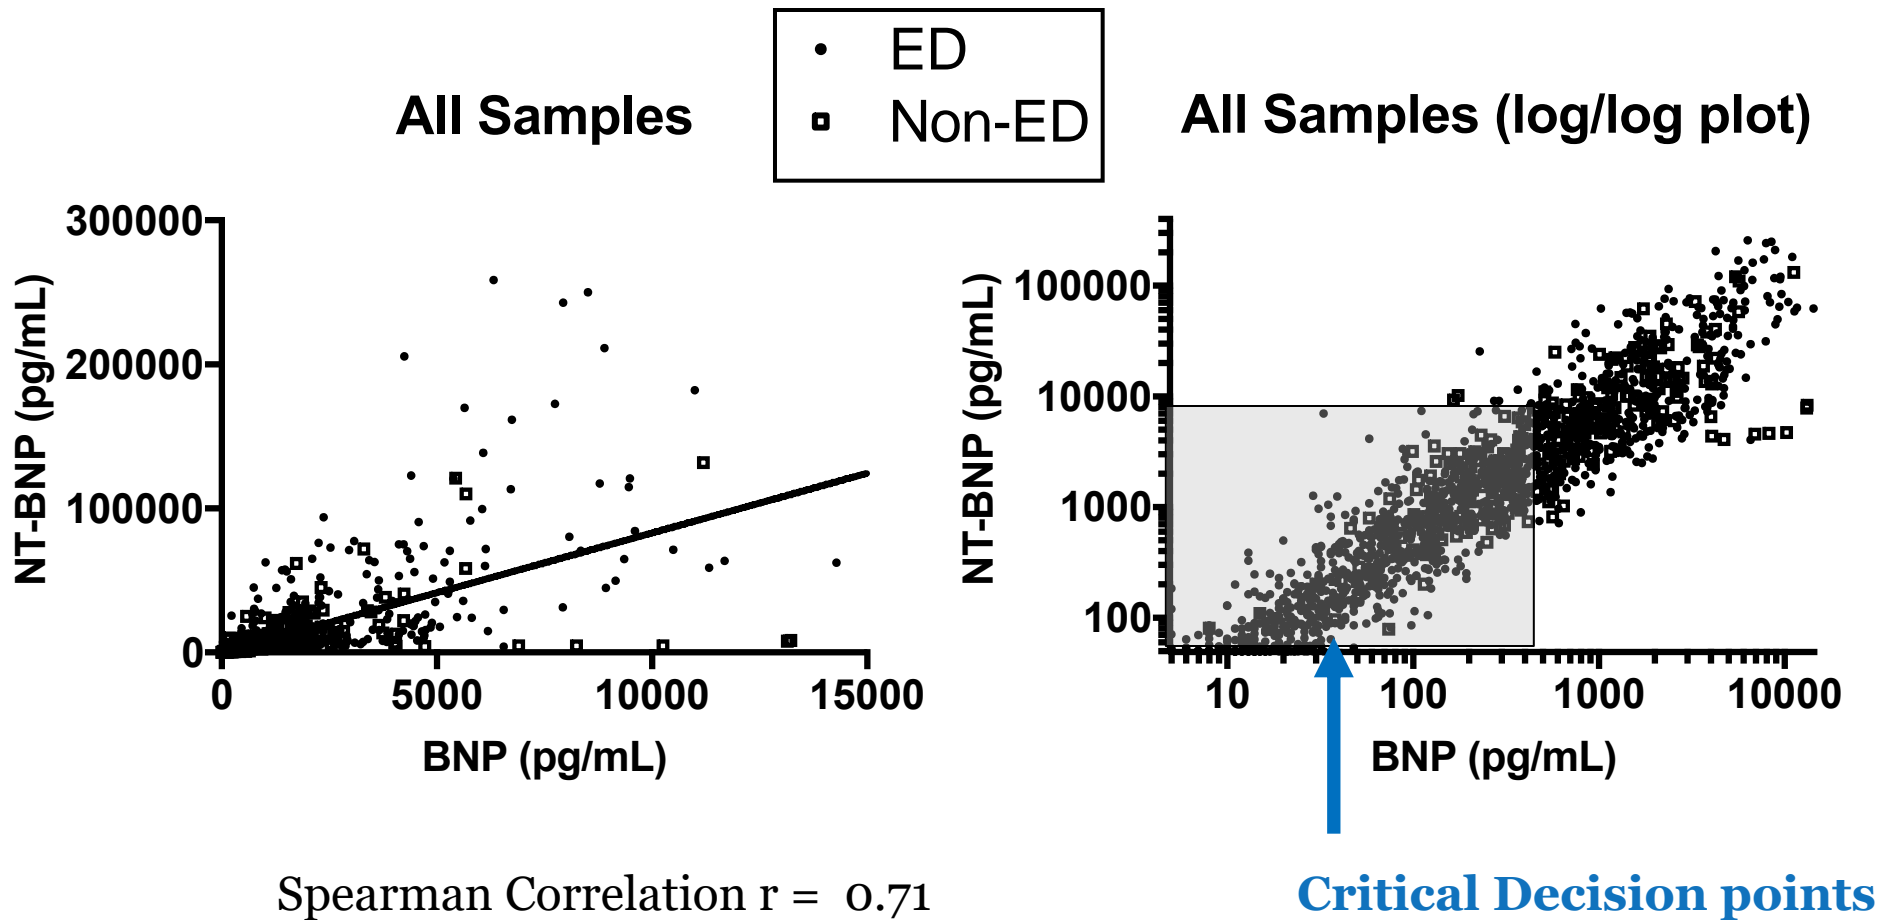 ED
Non-ED
All Samples
All Samples (log/log plot)
300000
200000
100000
0
NT-BNP (pg/mL)
0 5000 10000 15000
BNP (pg/mL)
100000
10000
1000
100
NT-BNP (pg/mL)
10 100 1000 10000
BNP (pg/mL)
Spearman Correlation r = 0.71
Critical Decision points